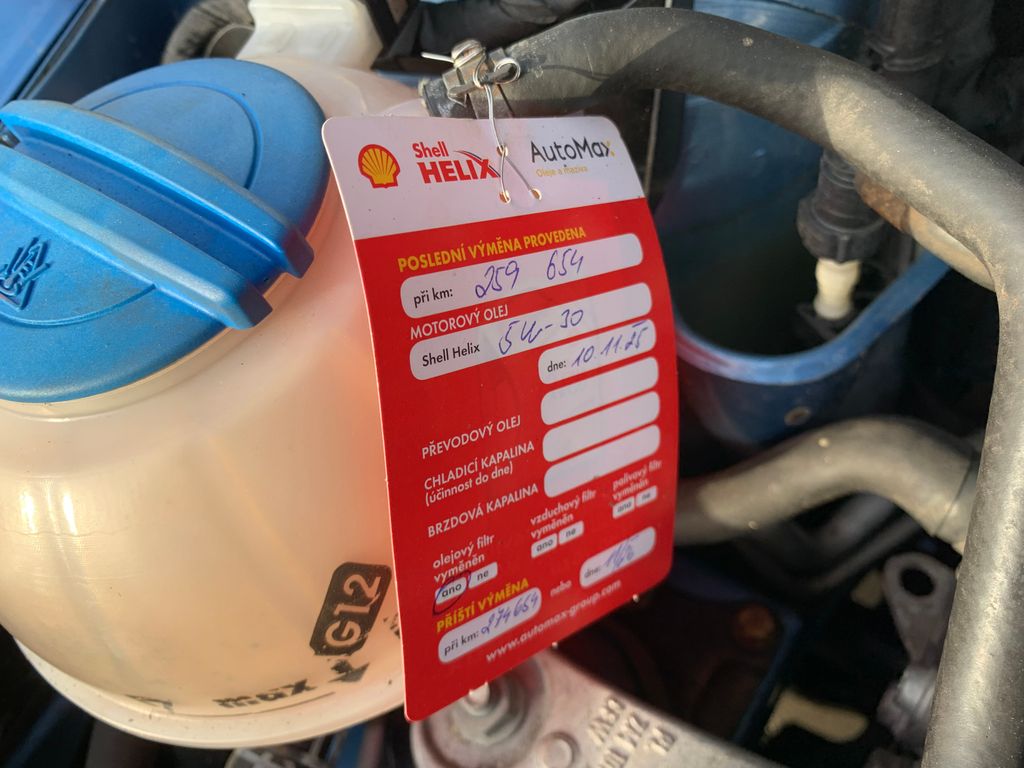 Shell
HELIX
AutoMax
Oleje a maziva
POSLEDNÍ VÝMĚNA PROVEDENA
při km: 259 654
MOTOROVÝ OLEJ
Shell Helix 5W-30
dne: 10.11.25
PŘEVODOVÝ OLEJ
CHLADICÍ KAPALINA
(účinnost do dne)
BRZDOVÁ KAPALINA
olejový filtr
vyměněn
ano ne
vzduchový filtr
vyměněn
ano ne
palivový filtr
vyměněn
ano ne
PŘÍŠTÍ VÝMĚNA
při km: 274654
nebo
dne:
www.automax-group.com
G12
max